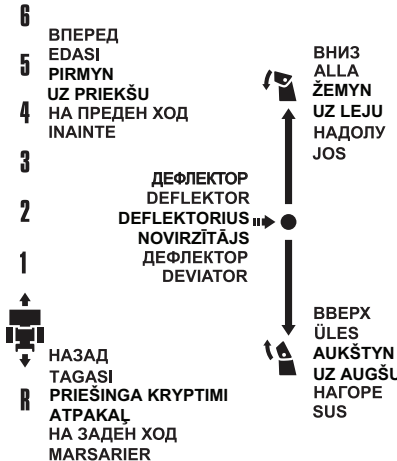 6
ВПЕРЕД
EDASI
5
PIRMYN
UZ PRIEKŠU
4
НА ПРЕДЕН ХОД
INAINTE
3
2
1
НАЗАД
TAGASI
R
PRIEŠINGA KRYPTIMI
ATPAKAĻ
НА ЗАДЕН ХОД
MARSARIER
ДЕФЛЕКТОР
DEFLEKTOR
DEFLEKTORIUS
NOVIRZĪTĀJS
ДЕФЛЕКТОР
DEVIATOR
ВНИЗ
ALLA
ŽEMYN
UZ LEJU
НАДОЛУ
JOS
ВВЕРХ
ÜLES
AUKŠTYN
UZ AUGŠU
НАГОРЕ
SUS